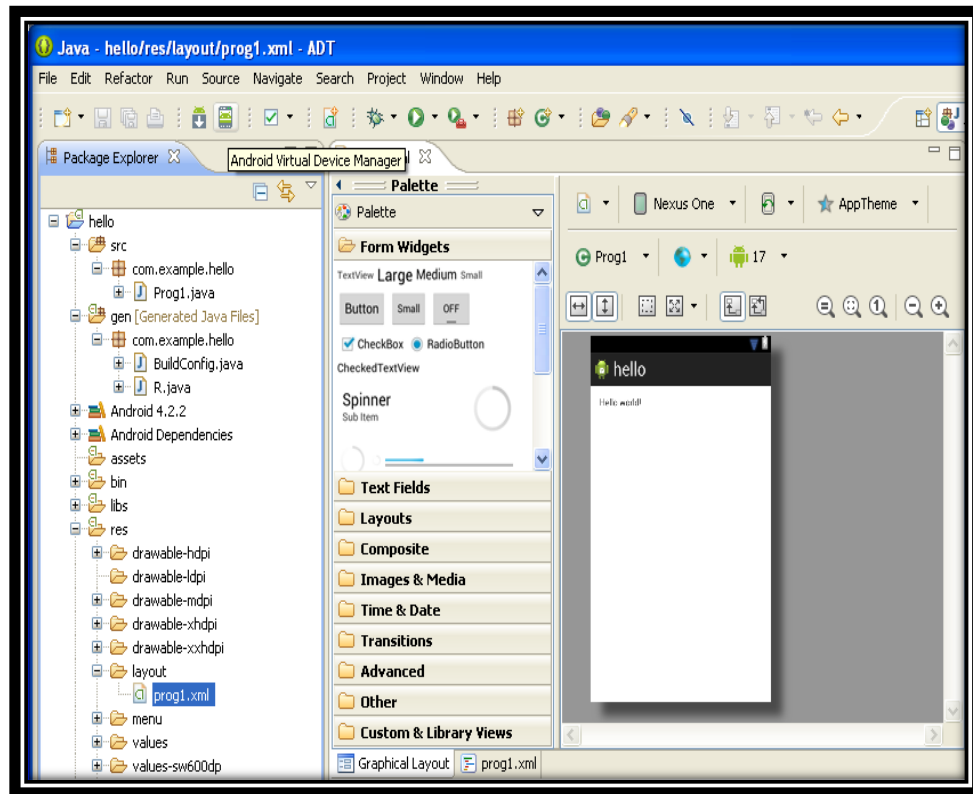 Java - hello/res/layout/prog1.xml - ADT
File Edit Refactor Run Source Navigate Search Project Window Help
Package Explorer
Android Virtual Device Manager
hello
src
com.example.hello
Prog1.java
gen [Generated Java Files]
com.example.hello
BuildConfig.java
R.java
Android 4.2.2
Android Dependencies
assets
bin
libs
res
drawable-hdpi
drawable-ldpi
drawable-mdpi
drawable-xhdpi
drawable-xxhdpi
layout
prog1.xml
menu
values
values-sw600dp
Palette
Palette
Form Widgets
TextView Large Medium Small
Button Small OFF
CheckBox RadioButton
CheckedTextView
Spinner
Sub Item
Text Fields
Layouts
Composite
Images & Media
Time & Date
Transitions
Advanced
Other
Custom & Library Views
Graphical Layout prog1.xml
Nexus One AppTheme
Prog1 17
hello
Hello world!